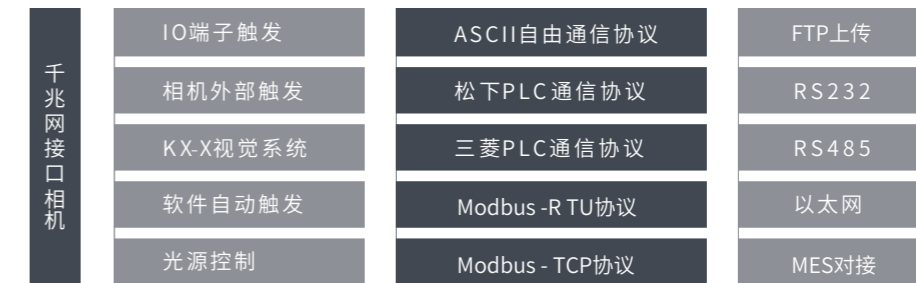 千兆网接口相机
IO端子触发
相机外部触发
KX-X视觉系统
软件自动触发
光源控制
ASCII自由通信协议
松下PLC通信协议
三菱PLC通信协议
Modbus -R TU协议
Modbus - TCP协议
FTP上传
RS232
RS485
以太网
MES对接